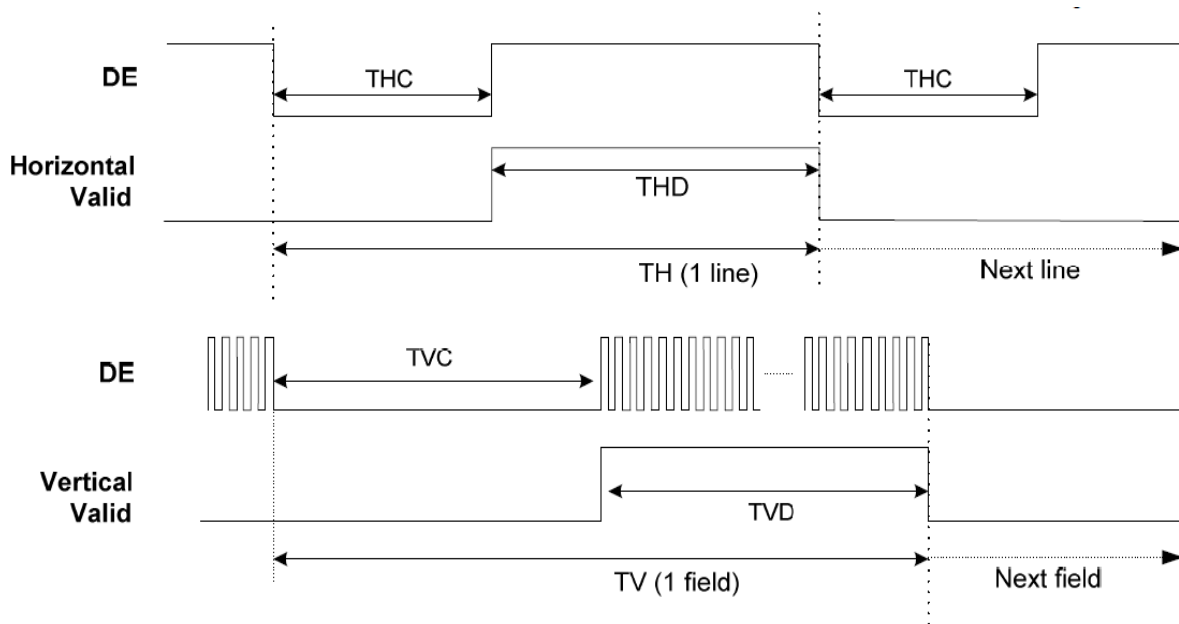 DE
THC
THC
Horizontal
Valid
THD
TH (1 line)
Next line
DE
TVC
Vertical
Valid
TVD
TV (1 field)
Next field